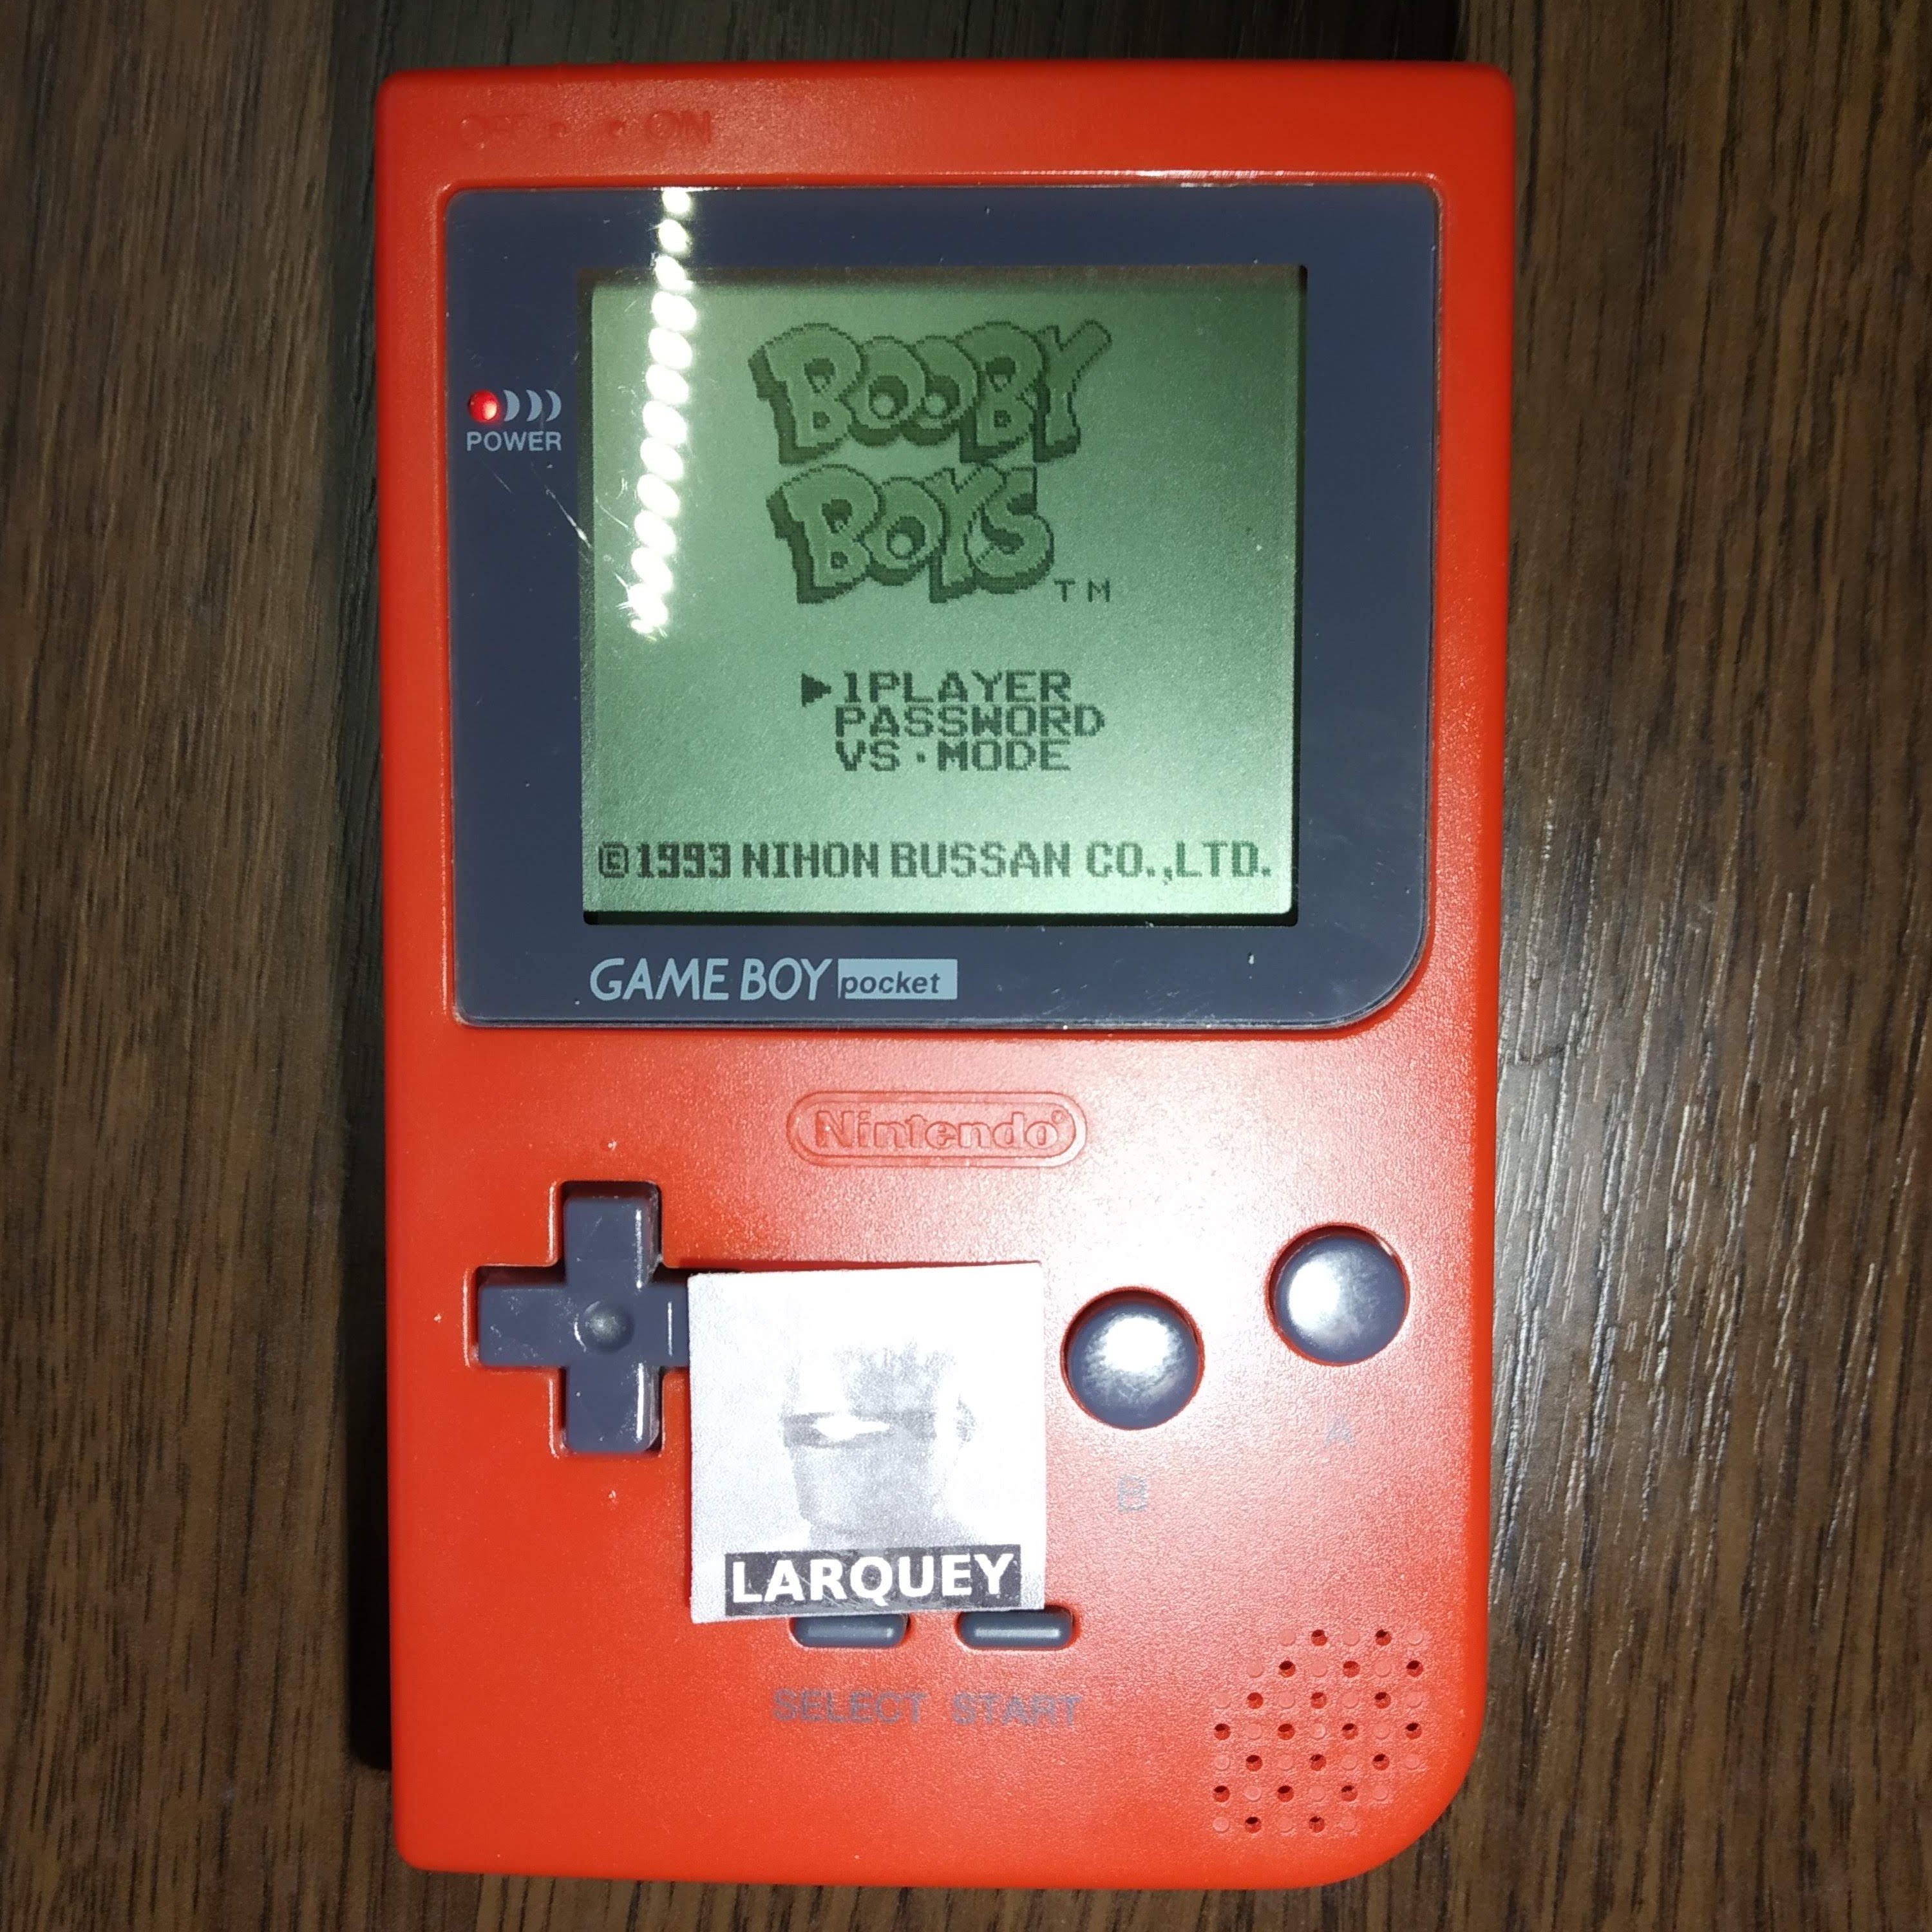 OFF • • ON
POWER
BOOBY
BOYS
TM
▶1PLAYER
PASSWORD
VS·MODE
©1993 NIHON BUSSAN CO.,LTD.
GAME BOY pocket
Nintendo®
A
B
LARQUEY
SELECT START